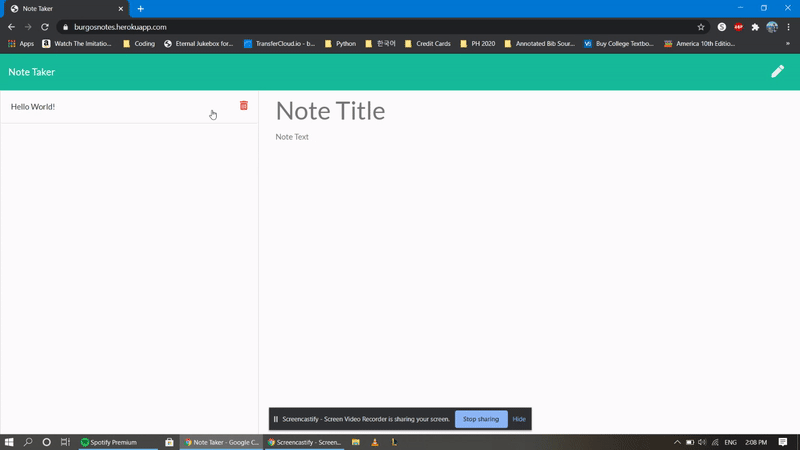 Note Taker
burgosnotes.herokuapp.com
Apps Watch The Imitatio... Coding Eternal Jukebox for... TransferCloud.io - b... Python 한국어 Credit Cards PH 2020 Annotated Bib Sour... Buy College Textbo... America 10th Edition... »
Note Taker
Hello World!
Note Title
Note Text
Screencastify - Screen Video Recorder is sharing your screen. Stop sharing Hide
Spotify Premium Note Taker - Google C... Screencastify - Screen... ENG 2:08 PM